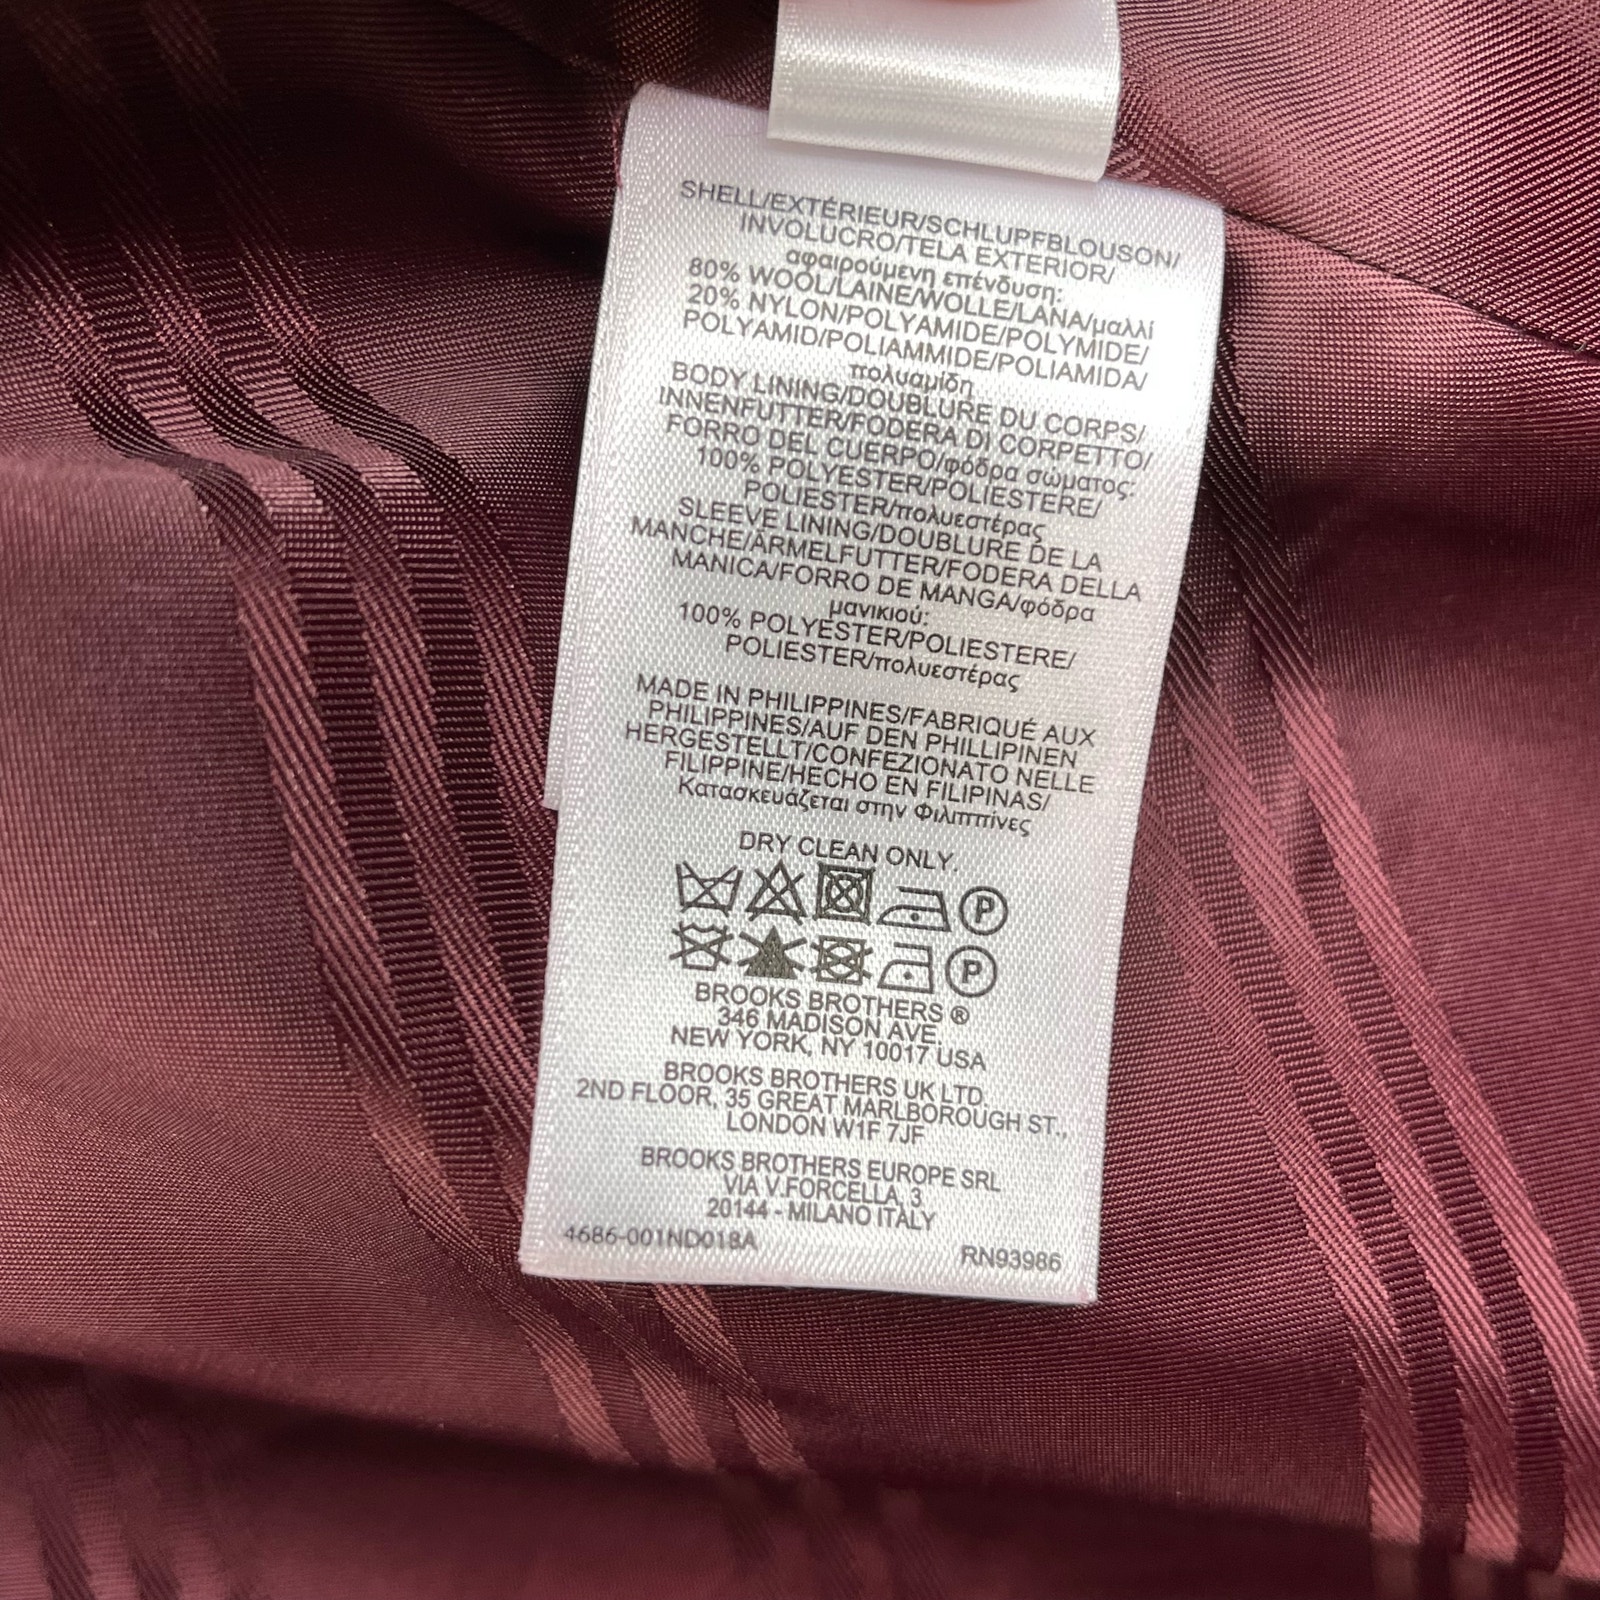 SHELL/EXTÉRIEUR/SCHLUPFBLOUSON/
INVOLUCRO/TELA EXTERIOR/
αφαιρούμενη επένδυση:
80% WOOL/LAINE/WOLLE/LANA/μαλλί
20% NYLON/POLYAMIDE/POLYMIDE/
POLYAMID/POLIAMMIDE/POLIAMIDA/
πολυαμίδη
BODY LINING/DOUBLURE DU CORPS/
INNENFUTTER/FODERA DI CORPETTO/
FORRO DEL CUERPO/φόδρα σώματος:
100% POLYESTER/POLIESTERE/
POLIESTER/πολυεστέρας
SLEEVE LINING/DOUBLURE DE LA
MANCHE/ÄRMELFUTTER/FODERA DELLA
MANICA/FORRO DE MANGA/φόδρα
μανικιού:
100% POLYESTER/POLIESTERE/
POLIESTER/πολυεστέρας
MADE IN PHILIPPINES/FABRIQUÉ AUX
PHILIPPINES/AUF DEN PHILLIPINEN
HERGESTELLT/CONFEZIONATO NELLE
FILIPPINE/HECHO EN FILIPINAS/
Κατασκευάζεται στην Φιλιππίνες
DRY CLEAN ONLY.
P
P
BROOKS BROTHERS ®
346 MADISON AVE.
NEW YORK, NY 10017 USA
BROOKS BROTHERS UK LTD.
2ND FLOOR, 35 GREAT MARLBOROUGH ST.,
LONDON W1F 7JF
BROOKS BROTHERS EUROPE SRL
VIA V.FORCELLA, 3
20144 - MILANO ITALY
4686-001ND018A RN93986